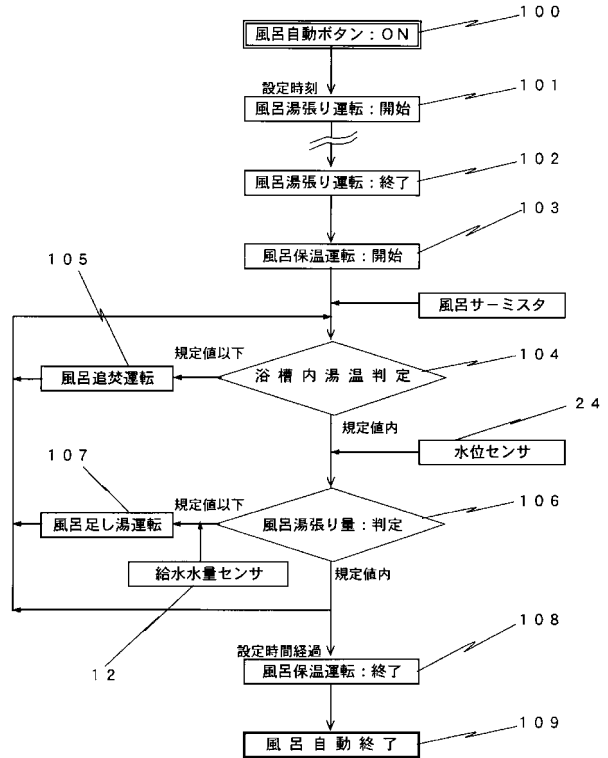 100
風呂自動ボタン：ON
設定時刻
101
風呂湯張り運転：開始
102
風呂湯張り運転：終了
103
風呂保温運転：開始
105
風呂サーミスタ
規定値以下
104
風呂追焚運転
浴槽内湯温判定
24
規定値内
水位センサ
107
規定値以下
106
風呂足し湯運転
風呂湯張り量：判定
給水水量センサ
規定値内
108
設定時間経過
12
風呂保温運転：終了
109
風呂自動終了